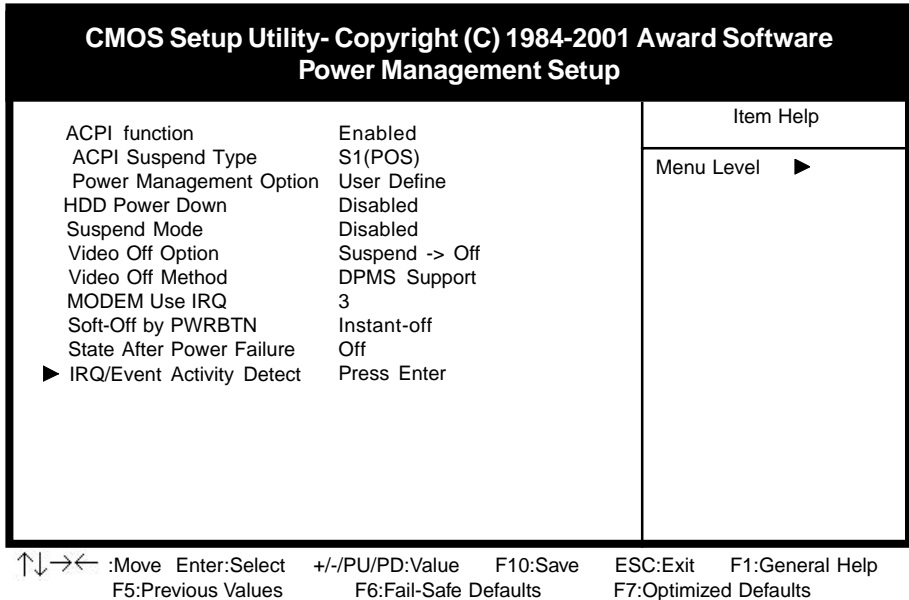 CMOS Setup Utility- Copyright (C) 1984-2001 Award Software
Power Management Setup
ACPI function Enabled
ACPI Suspend Type S1(POS)
Power Management Option User Define
HDD Power Down Disabled
Suspend Mode Disabled
Video Off Option Suspend -> Off
Video Off Method DPMS Support
MODEM Use IRQ 3
Soft-Off by PWRBTN Instant-off
State After Power Failure Off
▶ IRQ/Event Activity Detect Press Enter
Item Help
Menu Level ▶
↑↓→← :Move Enter:Select +/-/PU/PD:Value F10:Save ESC:Exit F1:General Help
F5:Previous Values F6:Fail-Safe Defaults F7:Optimized Defaults